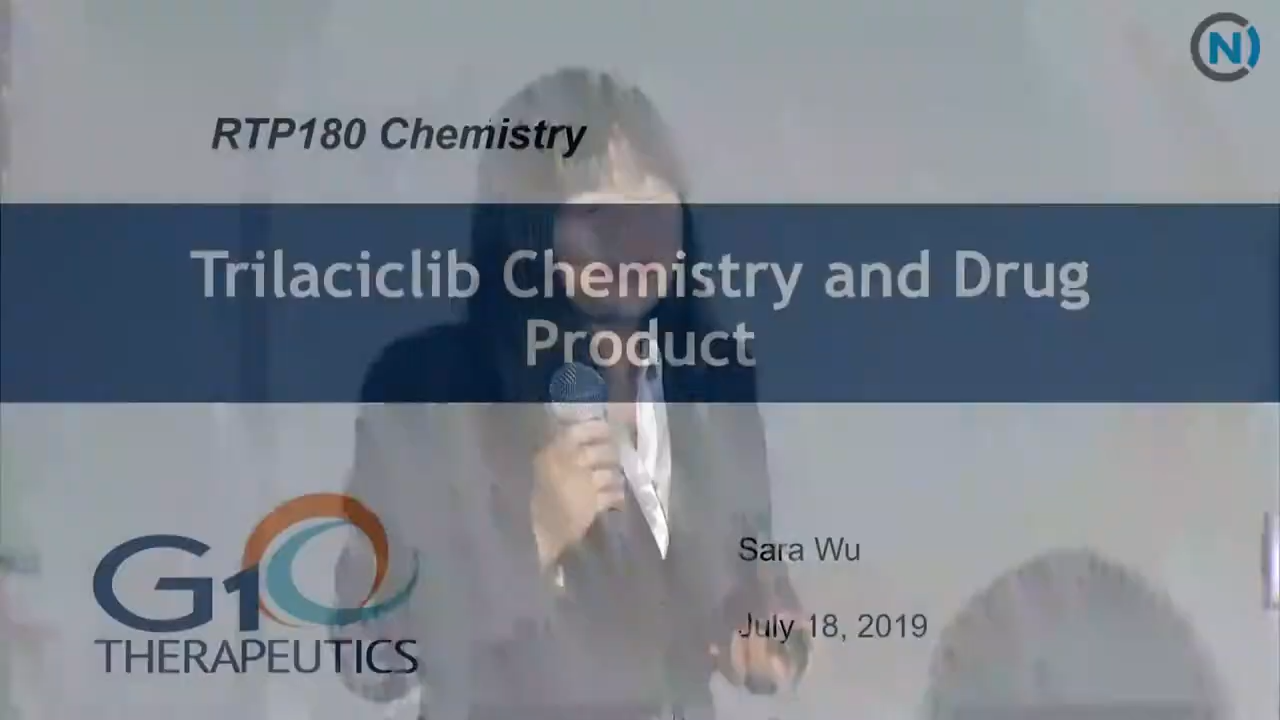 N
RTP180 Chemistry
Trilaciclib Chemistry and Drug
Product
G1
THERAPEUTICS
Sara Wu
July 18, 2019